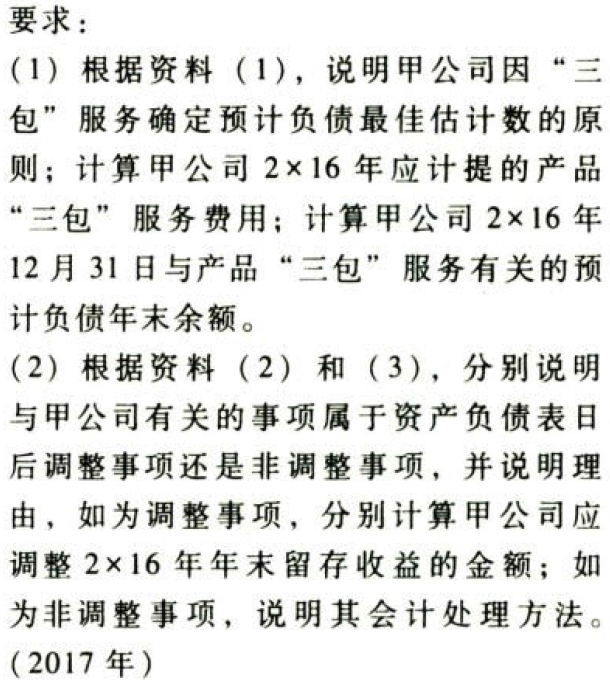 要求：
(1) 根据资料 (1)，说明甲公司因“三
包”服务确定预计负债最佳估计数的原
则；计算甲公司 2×16 年应计提的产品
“三包”服务费用；计算甲公司 2×16 年
12 月 31 日与产品“三包”服务有关的预
计负债年末余额。
(2) 根据资料 (2) 和 (3)，分别说明
与甲公司有关的事项属于资产负债表日
后调整事项还是非调整事项，并说明理
由，如为调整事项，分别计算甲公司应
调整 2×16 年年末留存收益的金额；如
为非调整事项，说明其会计处理方法。
(2017 年)